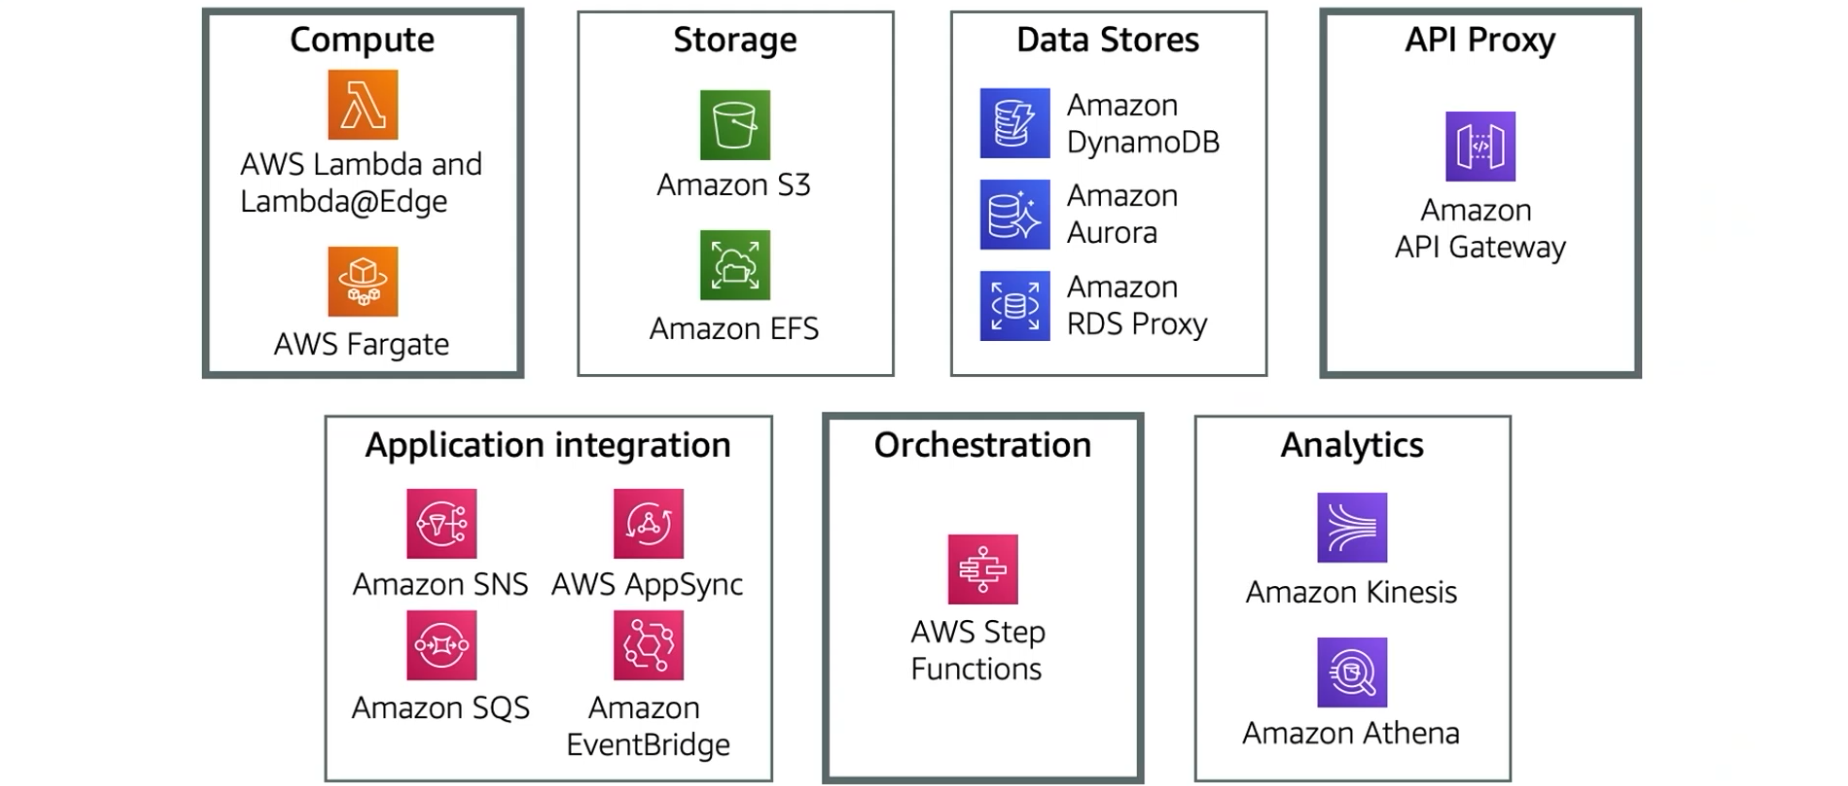 Compute
AWS Lambda and
Lambda@Edge
AWS Fargate
Storage
Amazon S3
Amazon EFS
Data Stores
Amazon
DynamoDB
Amazon
Aurora
Amazon
RDS Proxy
API Proxy
</>
Amazon
API Gateway
Application integration
Amazon SNS
AWS AppSync
Amazon SQS
Amazon
EventBridge
Orchestration
AWS Step
Functions
Analytics
Amazon Kinesis
Amazon Athena